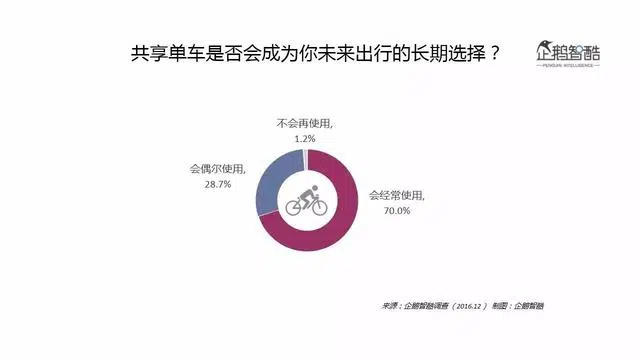 共享单车是否会成为你未来出行的长期选择？
企鹅智酷
PENGUIN INTELLIGENCE
不会再使用,
1.2%
会偶尔使用,
28.7%
会经常使用,
70.0%
来源：企鹅智酷调查（2016.12） 制图：企鹅智酷